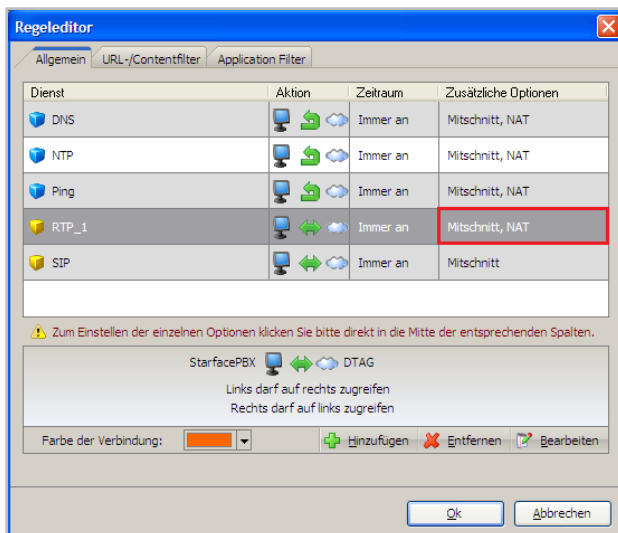 Regeleditor
Allgemein URL-/Contentfilter Application Filter
Dienst Aktion Zeitraum Zusätzliche Optionen
DNS Immer an Mitschnitt, NAT
NTP Immer an Mitschnitt, NAT
Ping Immer an Mitschnitt, NAT
RTP_1 Immer an Mitschnitt, NAT
SIP Immer an Mitschnitt
Zum Einstellen der einzelnen Optionen klicken Sie bitte direkt in die Mitte der entsprechenden Spalten.
StarfacePBX DTAG
Links darf auf rechts zugreifen
Rechts darf auf links zugreifen
Farbe der Verbindung: Hinzufügen Entfernen Bearbeiten
Ok Abbrechen